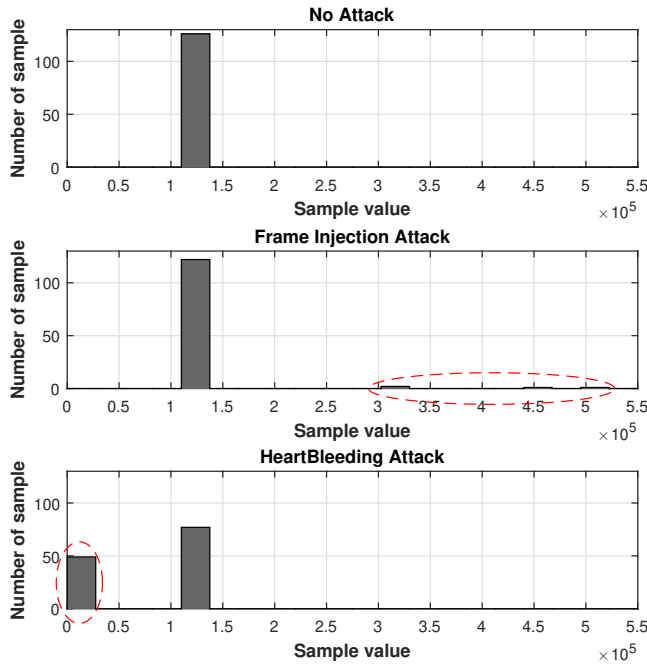 No Attack
Number of sample
100
50
0
0 0.5 1 1.5 2 2.5 3 3.5 4 4.5 5 5.5
Sample value
×10^5
Frame Injection Attack
Number of sample
100
50
0
0 0.5 1 1.5 2 2.5 3 3.5 4 4.5 5 5.5
Sample value
×10^5
HeartBleeding Attack
Number of sample
100
50
0
0 0.5 1 1.5 2 2.5 3 3.5 4 4.5 5 5.5
Sample value
×10^5